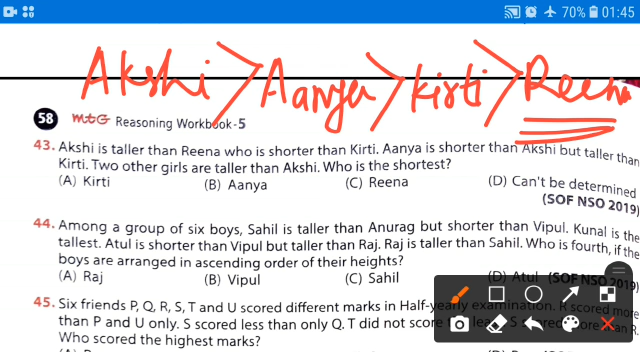 70% 01:45
Akshi > Aanya > Kirti > Reena
58 mtG Reasoning Workbook-5
43. Akshi is taller than Reena who is shorter than Kirti. Aanya is shorter than Akshi but taller than
Kirti. Two other girls are taller than Akshi. Who is the shortest?
(A) Kirti (B) Aanya (C) Reena (D) Can't be determined
(SOF NSO 2019)
44. Among a group of six boys, Sahil is taller than Anurag but shorter than Vipul. Kunal is the
tallest. Atul is shorter than Vipul but taller than Raj. Raj is taller than Sahil. Who is fourth, if the
boys are arranged in ascending order of their heights?
(A) Raj (B) Vipul (C) Sahil (D) Atul (SOF NSO 2019)
45. Six friends P, Q, R, S, T and U scored different marks in Half-yearly examination. R scored more
than P and U only. S scored less than only Q. T did not score
Who scored the highest marks?